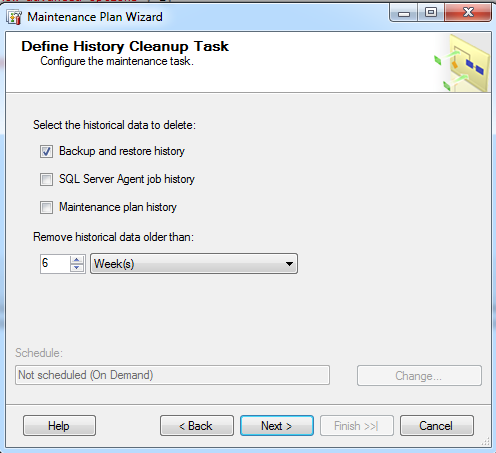 Maintenance Plan Wizard
Define History Cleanup Task
Configure the maintenance task.
Select the historical data to delete:
Backup and restore history
SQL Server Agent job history
Maintenance plan history
Remove historical data older than:
6 Week(s)
Schedule:
Not scheduled (On Demand) Change...
Help < Back Next > Finish >>| Cancel